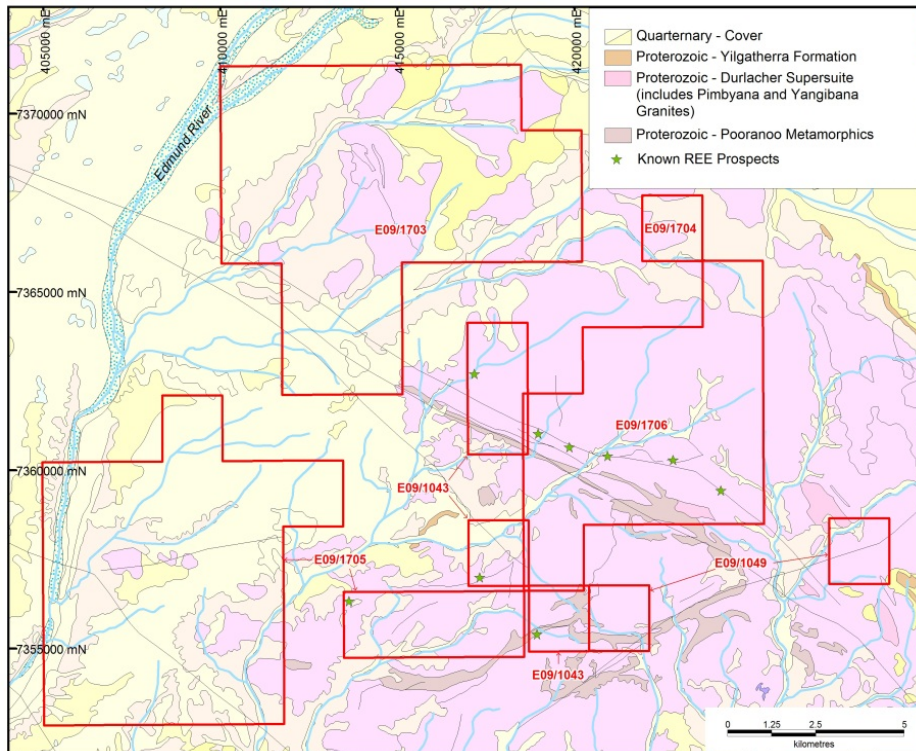 405000 mE
410000 mE
415000 mE
420000 mE
Quarternary - Cover
Proterozoic - Yilgatherra Formation
Proterozoic - Durlacher Supersuite
(includes Pimbyana and Yangibana
Granites)
Proterozoic - Pooranoo Metamorphics
Known REE Prospects
7370000 mN
Edmund River
E09/1703
E09/1704
7365000 mN
E09/1706
7360000 mN
E09/1043
E09/1705
E09/1049
7355000 mN
E09/1043
0 1.25 2.5 5
kilometres